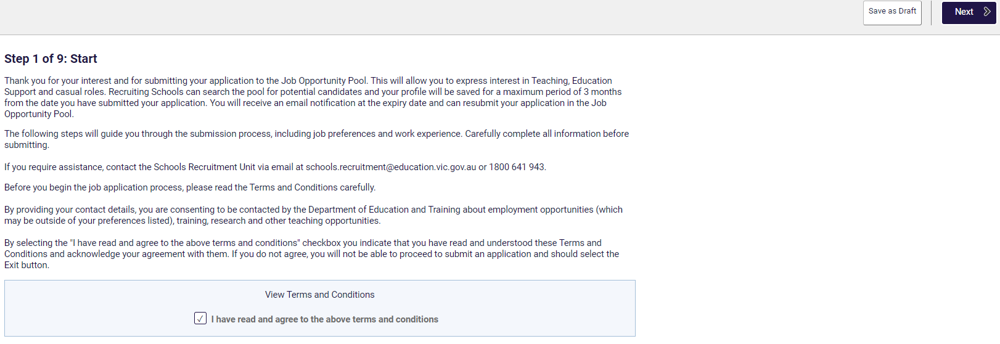 Save as Draft
Next
Step 1 of 9: Start
Thank you for your interest and for submitting your application to the Job Opportunity Pool. This will allow you to express interest in Teaching, Education
Support and casual roles. Recruiting Schools can search the pool for potential candidates and your profile will be saved for a maximum period of 3 months
from the date you have submitted your application. You will receive an email notification at the expiry date and can resubmit your application in the Job
Opportunity Pool.
The following steps will guide you through the submission process, including job preferences and work experience. Carefully complete all information before
submitting.
If you require assistance, contact the Schools Recruitment Unit via email at schools.recruitment@education.vic.gov.au or 1800 641 943.
Before you begin the job application process, please read the Terms and Conditions carefully.
By providing your contact details, you are consenting to be contacted by the Department of Education and Training about employment opportunities (which
may be outside of your preferences listed), training, research and other teaching opportunities.
By selecting the "I have read and agree to the above terms and conditions" checkbox you indicate that you have read and understood these Terms and
Conditions and acknowledge your agreement with them. If you do not agree, you will not be able to proceed to submit an application and should select the
Exit button.
View Terms and Conditions
I have read and agree to the above terms and conditions